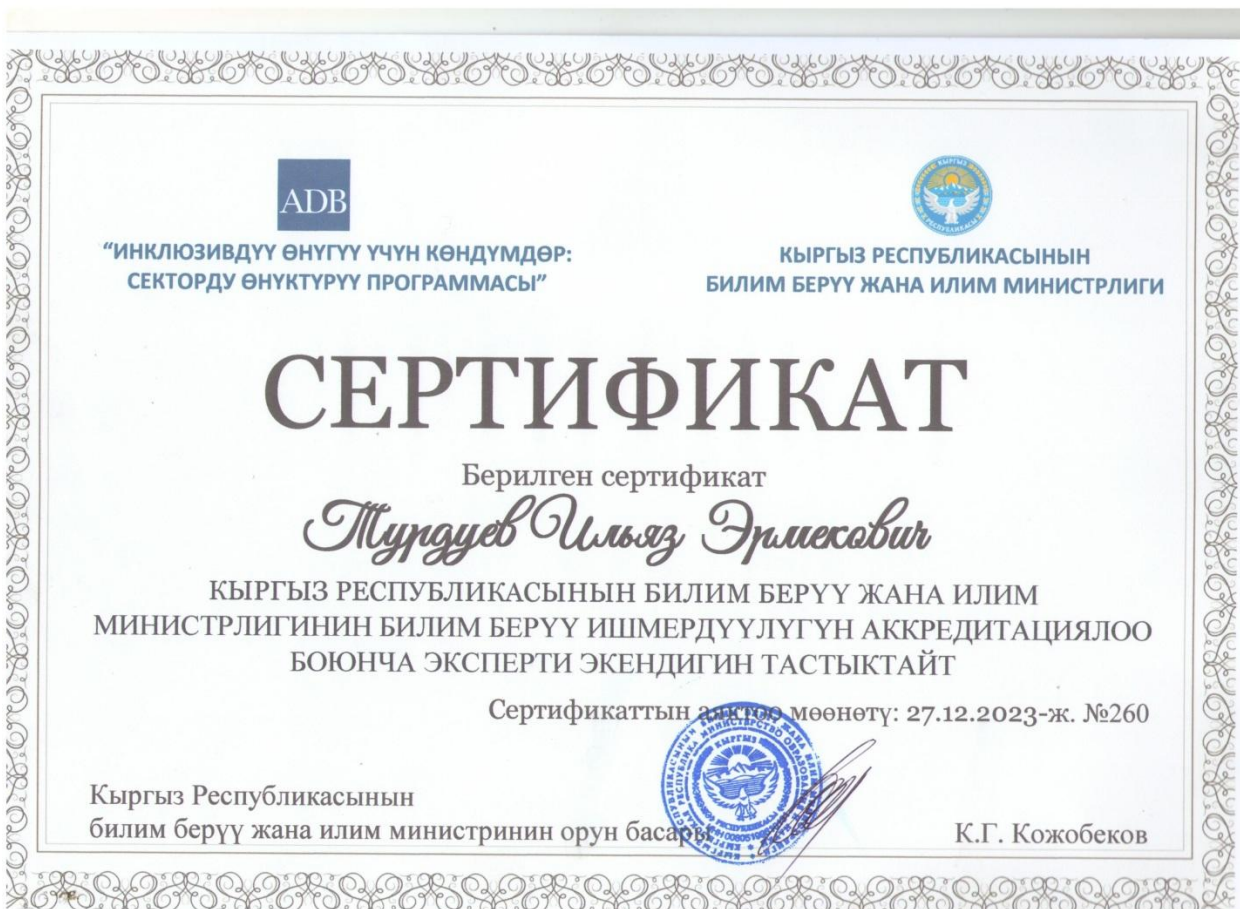 ADB
“ИНКЛЮЗИВДҮҮ ӨНҮГҮҮ ҮЧҮН КӨНДҮМДӨР:
СЕКТОРДУ ӨНҮКТҮРҮҮ ПРОГРАММАСЫ”
КЫРГЫЗ РЕСПУБЛИКАСЫНЫН
БИЛИМ БЕРҮҮ ЖАНА ИЛИМ МИНИСТРЛИГИ
СЕРТИФИКАТ
Берилген сертификат
Турдуев Ильяз Эрмекович
КЫРГЫЗ РЕСПУБЛИКАСЫНЫН БИЛИМ БЕРҮҮ ЖАНА ИЛИМ
МИНИСТРЛИГИНИН БИЛИМ БЕРҮҮ ИШМЕРДҮҮЛҮГҮН АККРЕДИТАЦИЯЛОО
БОЮНЧА ЭКСПЕРТИ ЭКЕНДИГИН ТАСТЫКТАЙТ
Сертификаттын аяктоо мөөнөтү: 27.12.2023-ж. №260
Кыргыз Республикасынын
билим берүү жана илим министринин орун басары
К.Г. Кожобеков